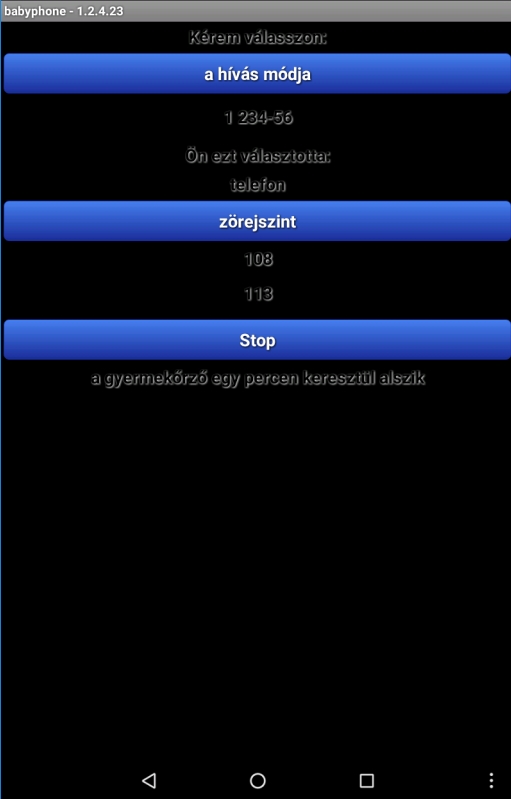 babyphone - 1.2.4.23
Kérem válasszon:
a hívás módja
1 234-56
Ön ezt választotta:
telefon
zörejszint
108
113
Stop
a gyermekőrző egy percen keresztül alszik